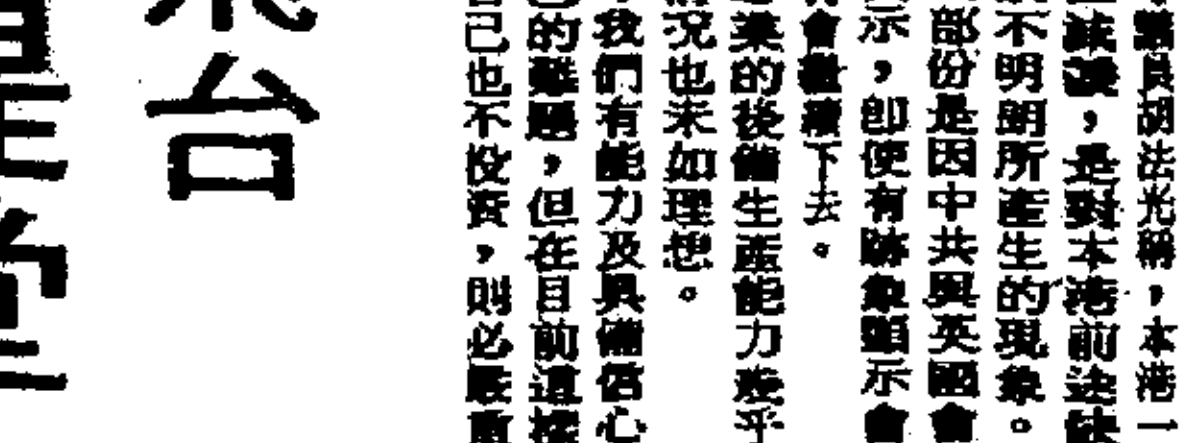 議員胡法光稱，本港一
該議，是對本港前途缺
不明朗所產生的現象。
部份是因中共與英國會
示，即使有跡象顯示會
會繼續下去。
業的後備生產能力幾乎
況也未如理想。
我們有能力及具備信心
的難題，但在目前這樣
己也不投資，則必嚴重
台